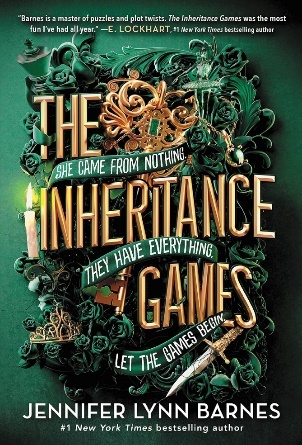 "Barnes is a master of puzzles and plot twists. The Inheritance Games was the most
fun I've had all year." —E. LOCKHART, #1 New York Times bestselling author
THE
SHE CAME FROM NOTHING.
INHERITANCE
THEY HAVE EVERYTHING.
GAMES
LET THE GAMES BEGIN.
JENNIFER LYNN BARNES
#1 New York Times bestselling author